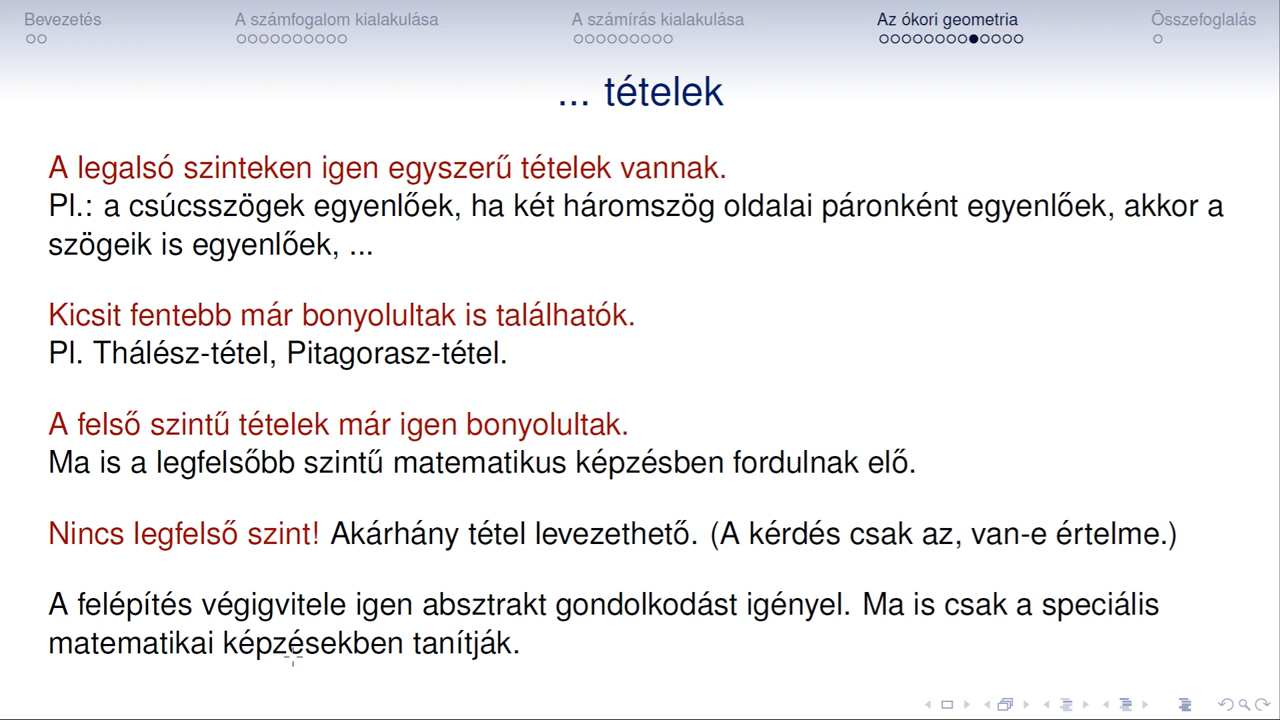 Bevezetés A számfogalom kialakulása A számírás kialakulása Az ókori geometria Összefoglalás
... tételek
A legalsó szinteken igen egyszerű tételek vannak.
Pl.: a csúcsszögek egyenlőek, ha két háromszög oldalai páronként egyenlőek, akkor a
szögeik is egyenlőek, ...
Kicsit fentebb már bonyolultak is találhatók.
Pl. Thálész-tétel, Pitagorasz-tétel.
A felső szintű tételek már igen bonyolultak.
Ma is a legfelsőbb szintű matematikus képzésben fordulnak elő.
Nincs legfelső szint! Akárhány tétel levezethető. (A kérdés csak az, van-e értelme.)
A felépítés végigvitele igen absztrakt gondolkodást igényel. Ma is csak a speciális
matematikai képzésekben tanítják.